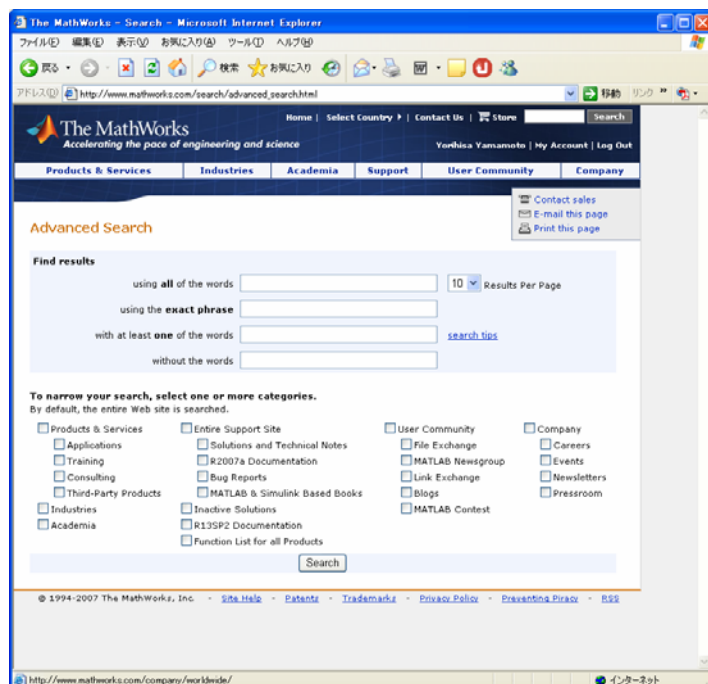 The MathWorks - Search - Microsoft Internet Explorer
ファイル(F) 編集(E) 表示(V) お気に入り(A) ツール(T) ヘルプ(H)
戻る 検索 お気に入り
アドレス(D) http://www.mathworks.com/search/advanced_search.html 移動 リンク »
Home | Select Country | Contact Us | Store Search
The MathWorks
Accelerating the pace of engineering and science
Yorihisa Yamamoto | My Account | Log Out
Products & Services Industries Academia Support User Community Company
Contact sales
E-mail this page
Print this page
Advanced Search
Find results
using all of the words 10 Results Per Page
using the exact phrase
with at least one of the words search tips
without the words
To narrow your search, select one or more categories.
By default, the entire Web site is searched.
Products & Services Entire Support Site User Community Company
Applications Solutions and Technical Notes File Exchange Careers
Training R2007a Documentation MATLAB Newsgroup Events
Consulting Bug Reports Link Exchange Newsletters
Third-Party Products MATLAB & Simulink Based Books Blogs Pressroom
Industries Inactive Solutions MATLAB Contest
Academia R13SP2 Documentation
Function List for all Products
Search
© 1994-2007 The MathWorks, Inc. - Site Help - Patents - Trademarks - Privacy Policy - Preventing Piracy - RSS
http://www.mathworks.com/company/worldwide/ インターネット